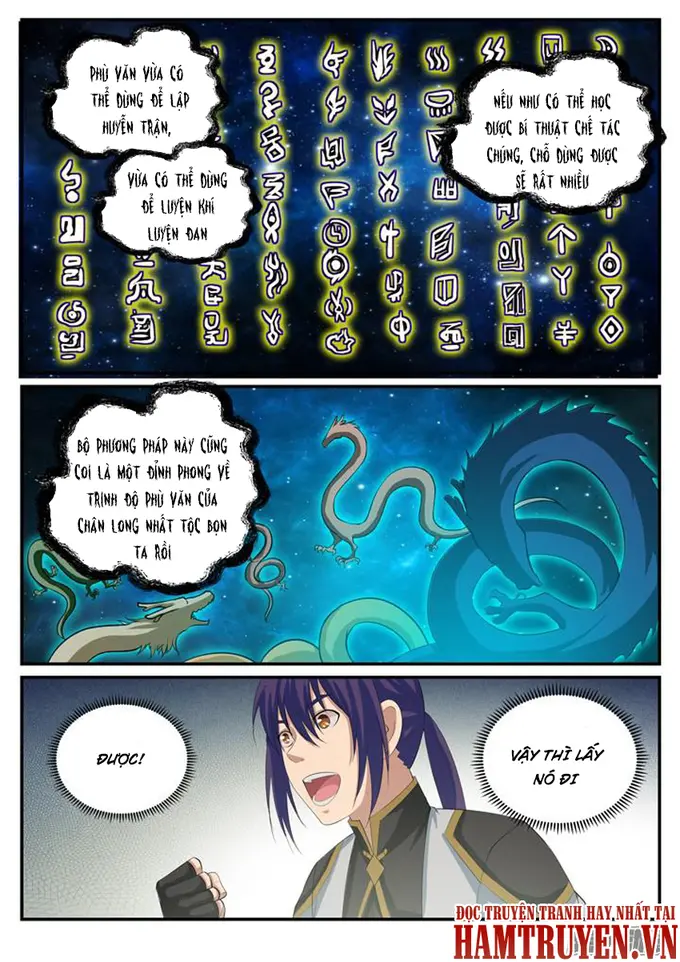 PHÙ VĂN VỪA CÓ
THỂ DÙNG ĐỂ LẬP
HUYỄN TRẬN,
VỪA CÓ THỂ DÙNG
ĐỂ LUYỆN KHÍ
LUYỆN ĐAN
NẾU NHƯ CÓ THỂ HỌC
ĐƯỢC BÍ THUẬT CHẾ TÁC
CHÚNG, CHỖ DÙNG ĐƯỢC
SẼ RẤT NHIỀU
BỘ PHƯƠNG PHÁP NÀY CŨNG
COI LÀ MỘT ĐỈNH PHONG VỀ
TRÌNH ĐỘ PHÙ VĂN CỦA
CHÂN LONG NHẤT TỘC BỌN
TA RỒI
ĐƯỢC!
VẬY THÌ LẤY
NÓ ĐI
ĐỌC TRUYỆN TRANH HAY NHẤT TẠI
HAMTRUYEN.VN